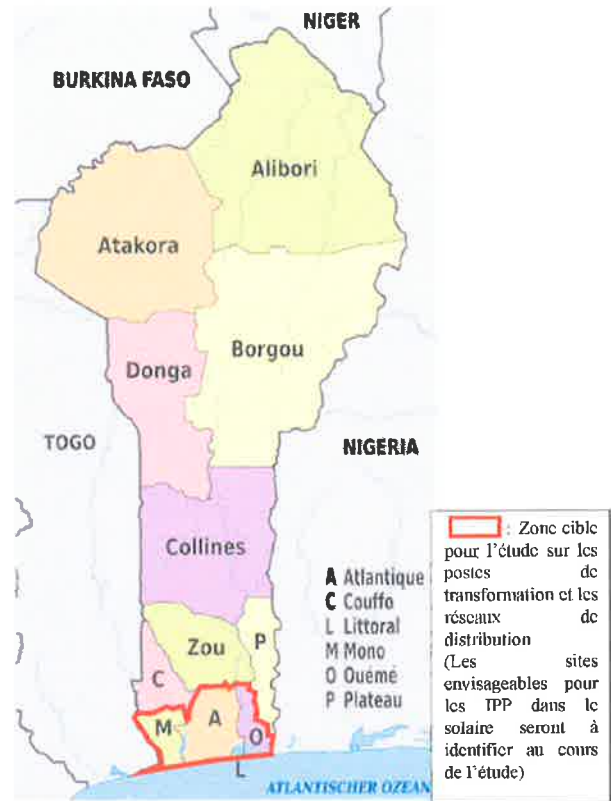 NIGER
BURKINA FASO
Alibori
Atakora
Borgou
Donga
TOGO
NIGERIA
Collines
A Atlantique
C Couffo
L Littoral
M Mono
O Ouémé
P Plateau
Zou
P
C
M
A
O
L
ATLANTISCHER OZEAN
: Zone cible
pour l'étude sur les
postes de
transformation et les
réseaux de
distribution
(Les sites
envisageables pour
les IPP dans le
solaire seront à
identifier au cours
de l'étude)